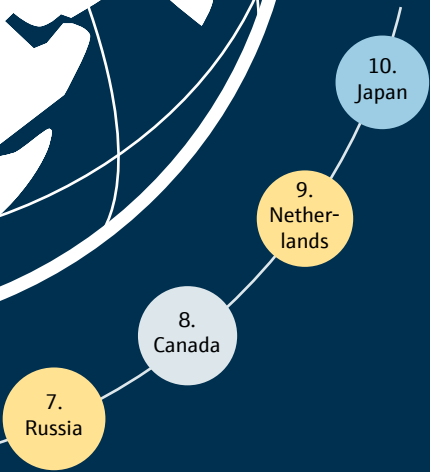 10.
Japan
9.
Nether-
lands
8.
Canada
7.
Russia